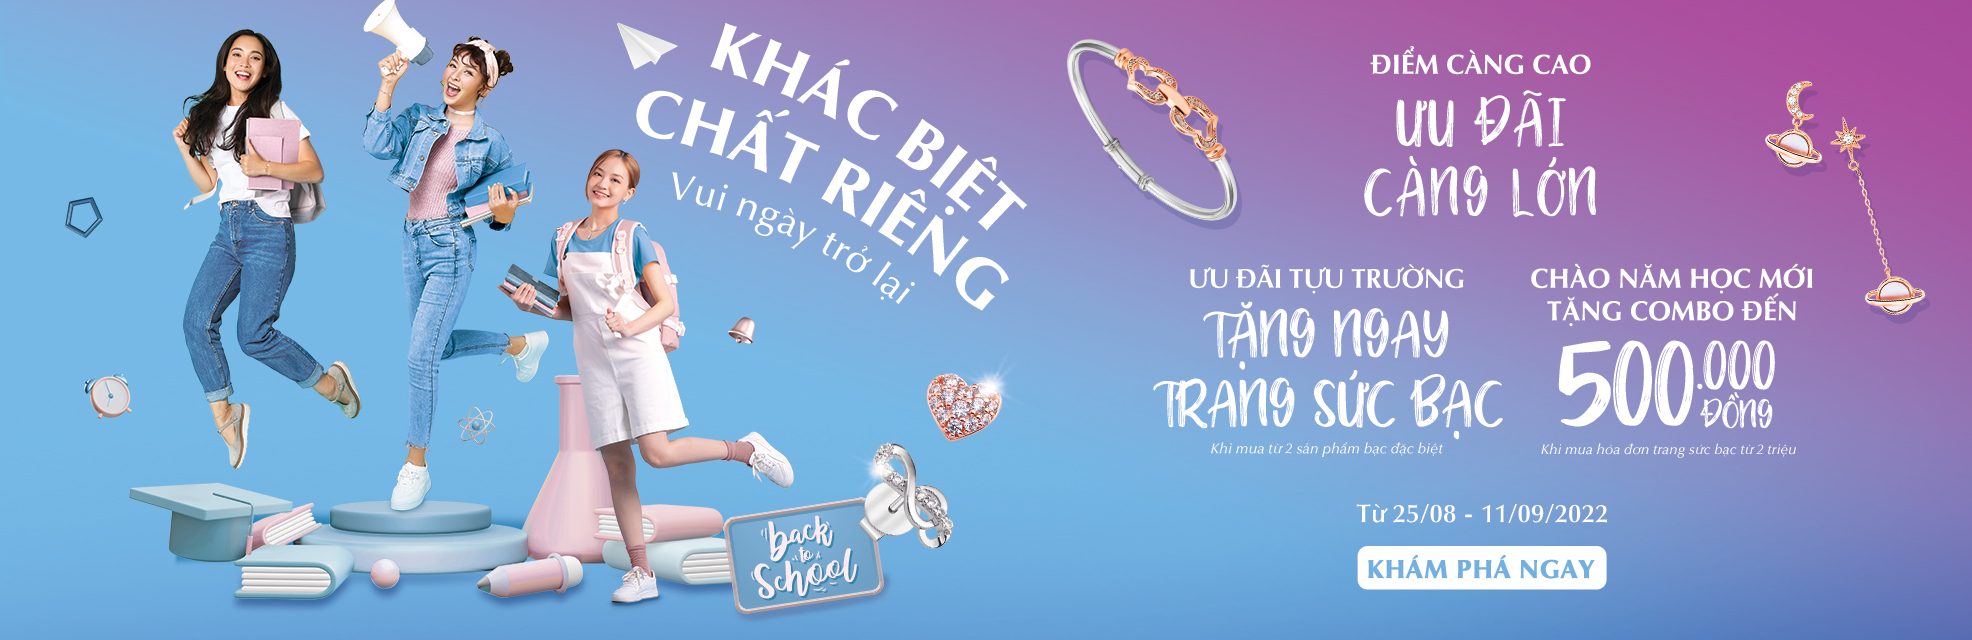 KHÁC BIỆT
CHẤT RIÊNG
Vui ngày trở lại
back
to
School
ĐIỂM CÀNG CAO
ƯU ĐÃI
CÀNG LỚN
ƯU ĐÃI TỰU TRƯỜNG
TẶNG NGAY
TRANG SỨC BẠC
Khi mua từ 2 sản phẩm bạc đặc biệt
CHÀO NĂM HỌC MỚI
TẶNG COMBO ĐẾN
500.000
ĐỒNG
Khi mua hóa đơn trang sức bạc từ 2 triệu
Từ 25/08 - 11/09/2022
KHÁM PHÁ NGAY